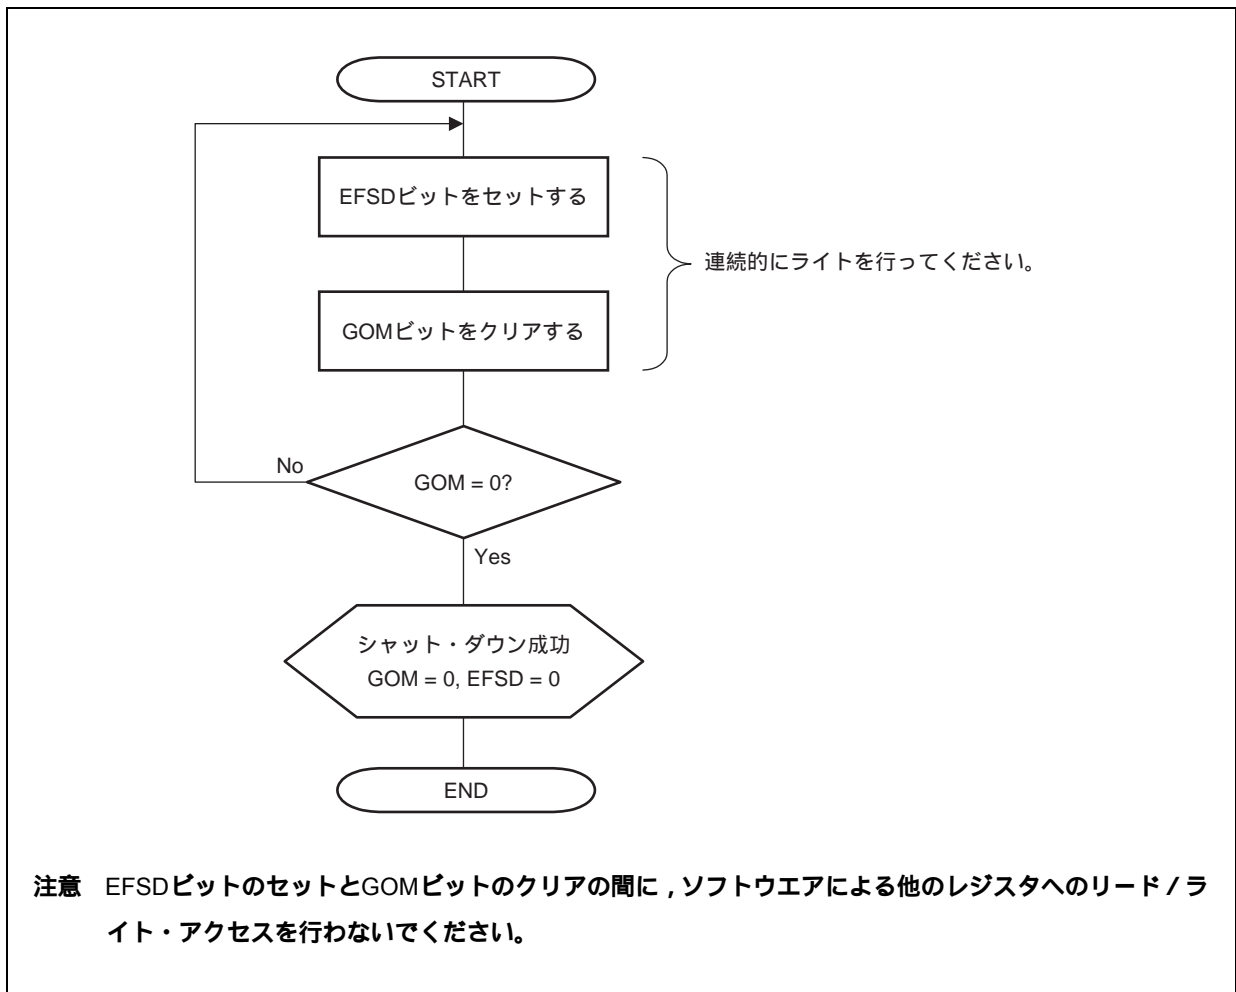 START
EFSDビットをセットする
連続的にライトを行ってください。
GOMビットをクリアする
No
GOM = 0?
Yes
シャット・ダウン成功
GOM = 0, EFSD = 0
END
注意 EFSDビットのセットとGOMビットのクリアの間に，ソフトウエアによる他のレジスタへのリード／ラ
イト・アクセスを行わないでください。